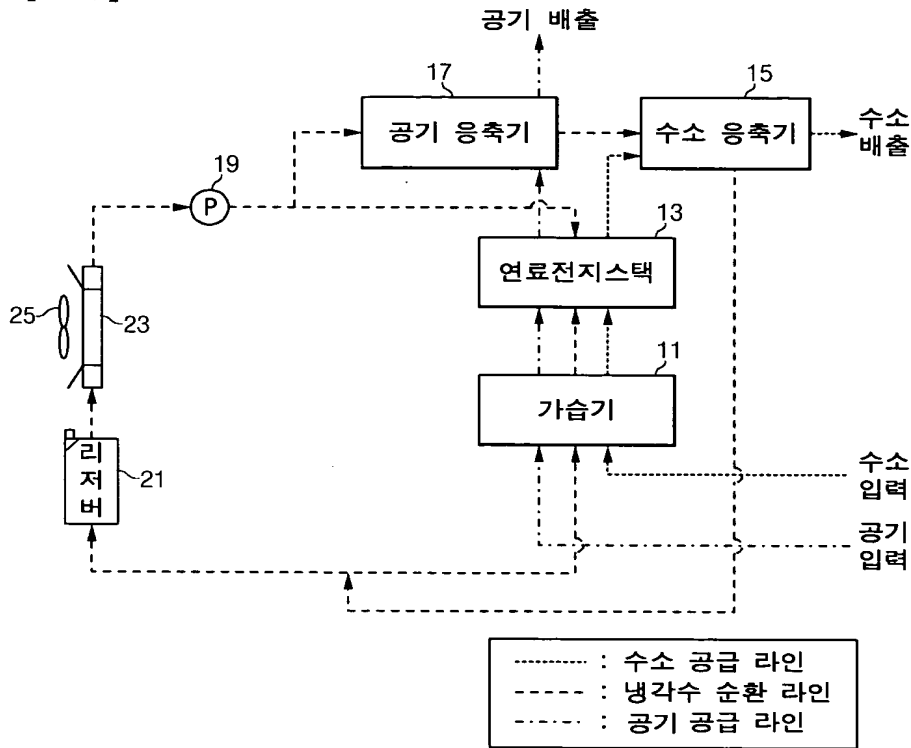 공기 배출
17
공기 응축기
15
수소 응축기
수소
배출
19
P
13
연료전지스택
25
23
11
가습기
리
저
버
21
수소
입력
공기
입력
: 수소 공급 라인
: 냉각수 순환 라인
: 공기 공급 라인